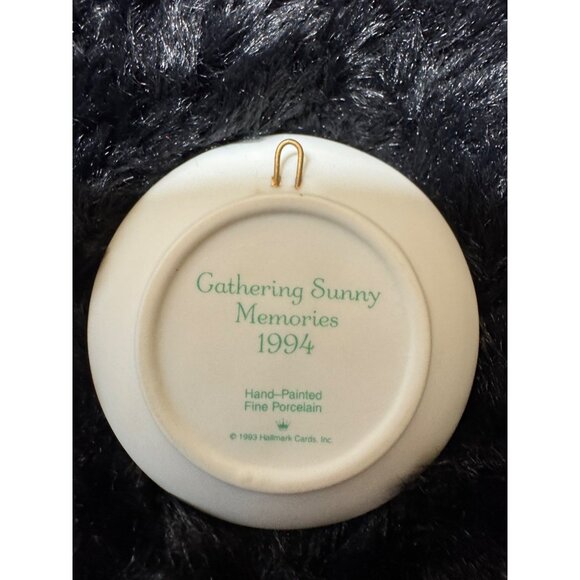 Gathering Sunny
Memories
1994
Hand-Painted
Fine Porcelain
© 1993 Hallmark Cards, Inc.